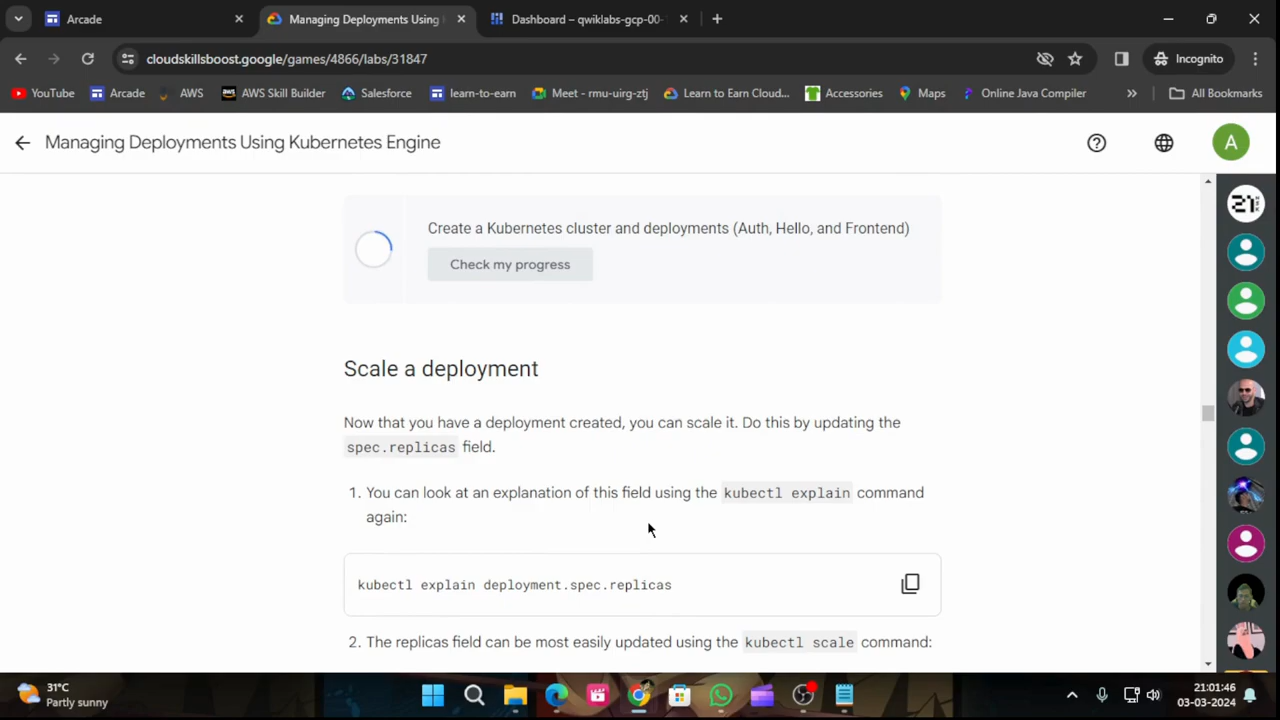 Arcade
Managing Deployments Using
Dashboard – qwiklabs-gcp-00-
cloudskillsboost.google/games/4866/labs/31847
Incognito
YouTube
Arcade
AWS
AWS Skill Builder
Salesforce
learn-to-earn
Meet - rmu-uirg-ztj
Learn to Earn Cloud...
Accessories
Maps
Online Java Compiler
All Bookmarks
Managing Deployments Using Kubernetes Engine
A
21
Create a Kubernetes cluster and deployments (Auth, Hello, and Frontend)
Check my progress
Scale a deployment
Now that you have a deployment created, you can scale it. Do this by updating the
spec.replicas field.
1. You can look at an explanation of this field using the kubectl explain command
again:
kubectl explain deployment.spec.replicas
2. The replicas field can be most easily updated using the kubectl scale command:
31°C
Partly sunny
21:01:46
03-03-2024